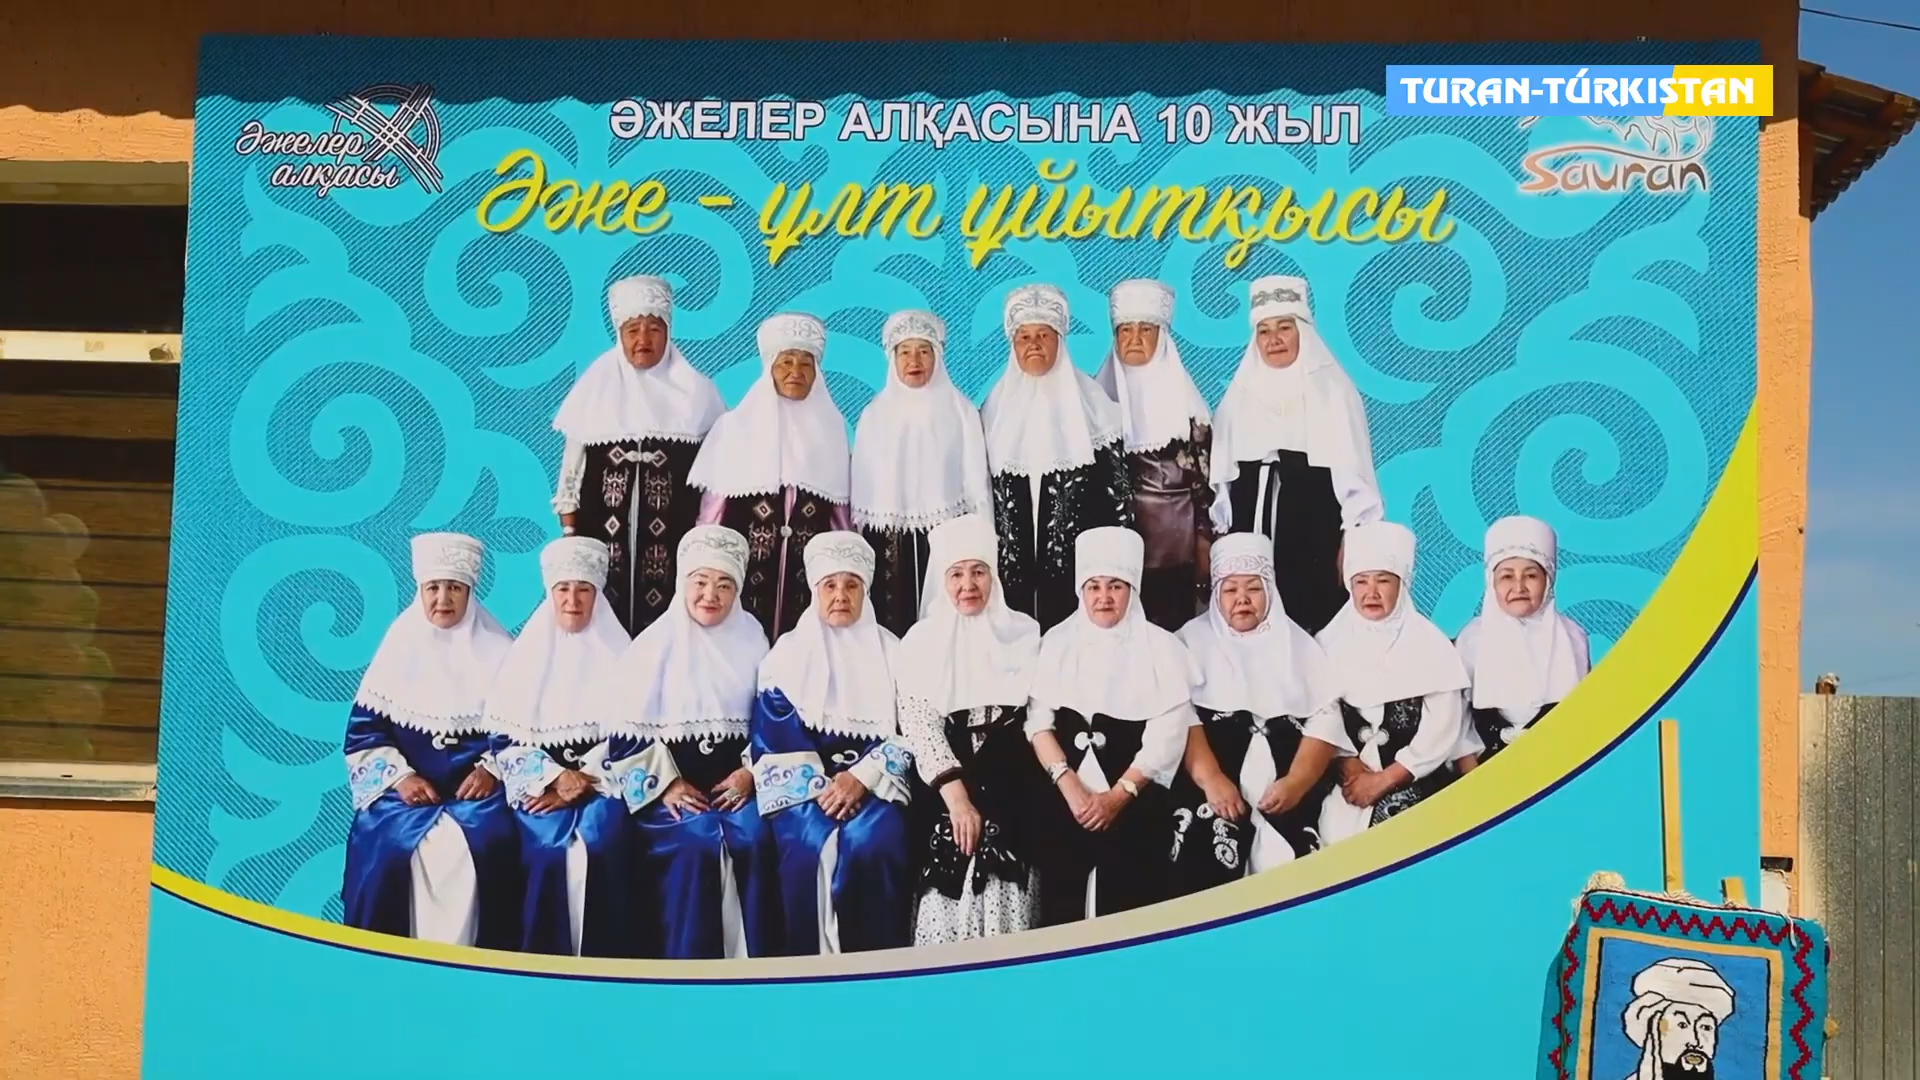 TURAN-TÚRKISTAN
ӘЖЕЛЕР АЛҚАСЫНА 10 ЖЫЛ
Әжелер
алқасы
Sauran
Әже - ұлт ұйытқысы